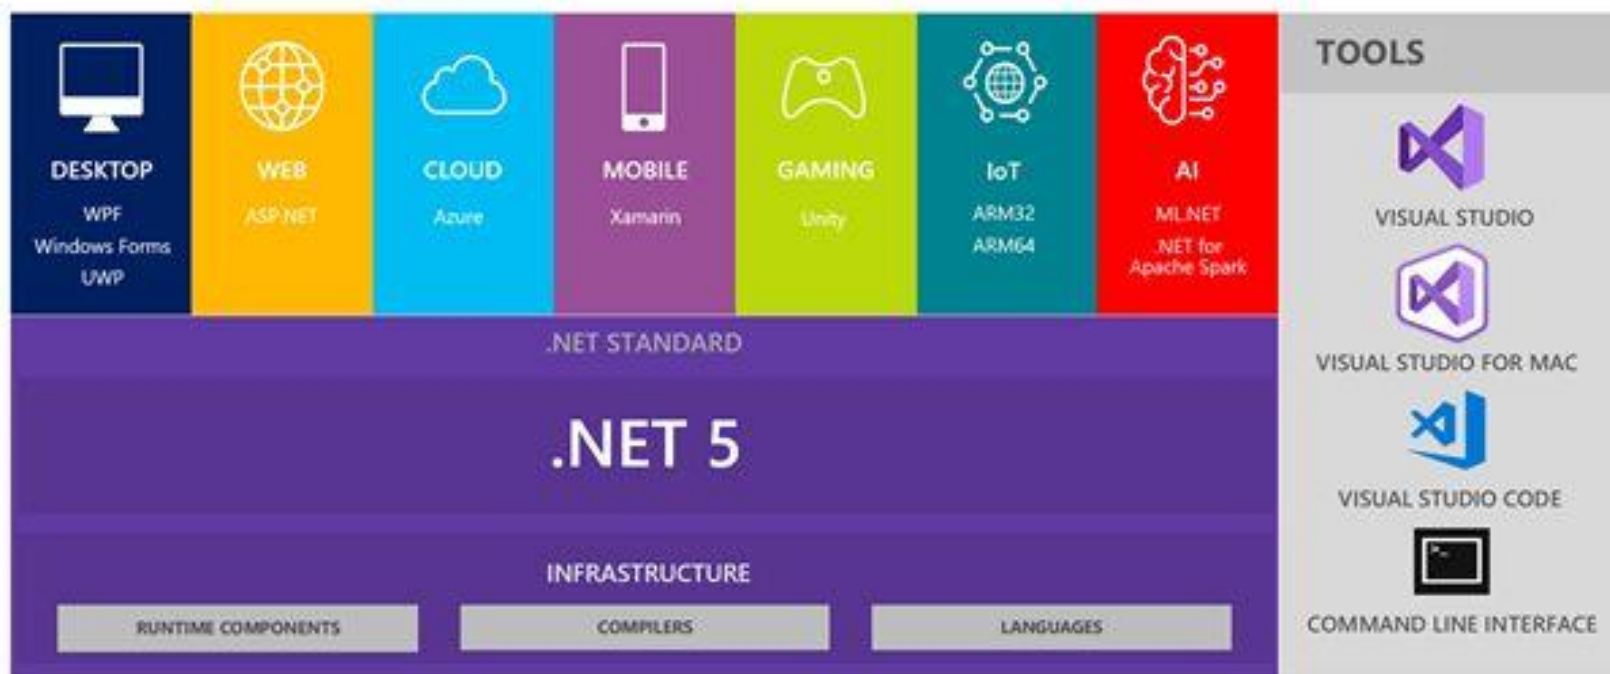 DESKTOP
WPF
Windows Forms
UWP
WEB
ASP.NET
CLOUD
Azure
MOBILE
Xamarin
GAMING
Unity
IoT
ARM32
ARM64
AI
ML.NET
.NET for
Apache Spark
.NET STANDARD
.NET 5
INFRASTRUCTURE
RUNTIME COMPONENTS
COMPILERS
LANGUAGES
TOOLS
VISUAL STUDIO
VISUAL STUDIO FOR MAC
VISUAL STUDIO CODE
COMMAND LINE INTERFACE